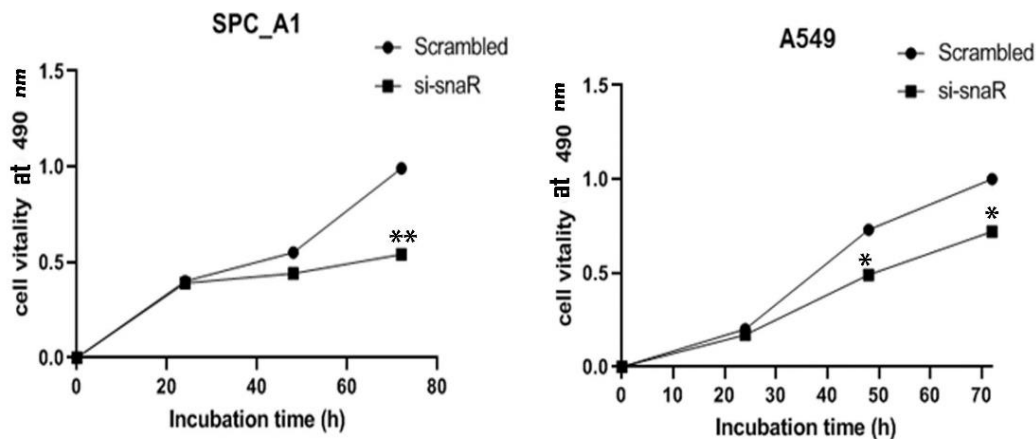 SPC_A1
Scrambled
si-snaR
cell vitality at 490 nm
1.5
1.0
0.5
0.0
**
0
20
40
60
80
Incubation time (h)
A549
Scrambled
si-snaR
cell vitality at 490 nm
1.5
1.0
0.5
0.0
*
*
0
10
20
30
40
50
60
70
Incubation time (h)